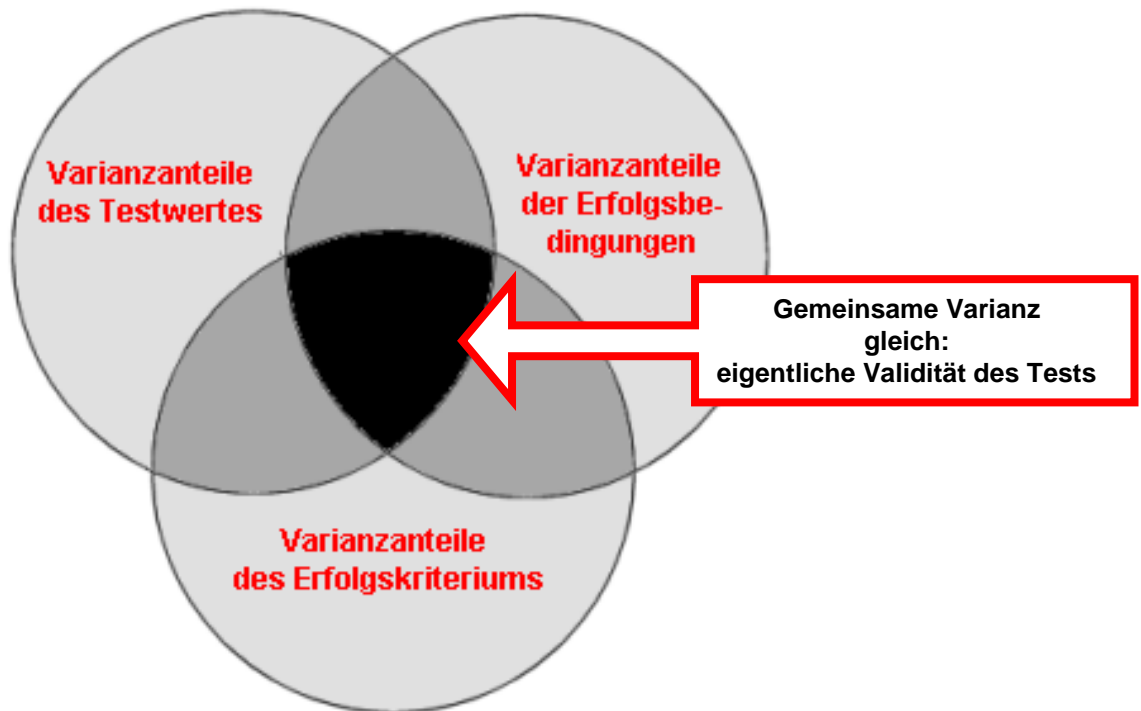 Varianzanteile
des Testwertes
Varianzanteile
der Erfolgsbe-
dingungen
Gemeinsame Varianz
gleich:
eigentliche Validität des Tests
Varianzanteile
des Erfolgskriteriums